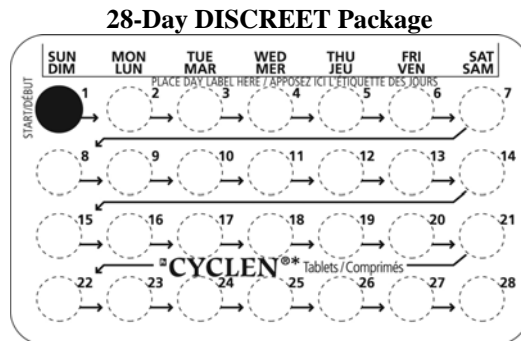 28-Day DISCREET Package
SUN MON TUE WED THU FRI SAT
DIM LUN MAR MER JEU VEN SAM
PLACE DAY LABEL HERE / APPOSEZ ICI L'ÉTIQUETTE DES JOURS
START/DÉBUT
1 2 3 4 5 6 7
8 9 10 11 12 13 14
15 16 17 18 19 20 21
CYCLEN®* Tablets / Comprimés
22 23 24 25 26 27 28